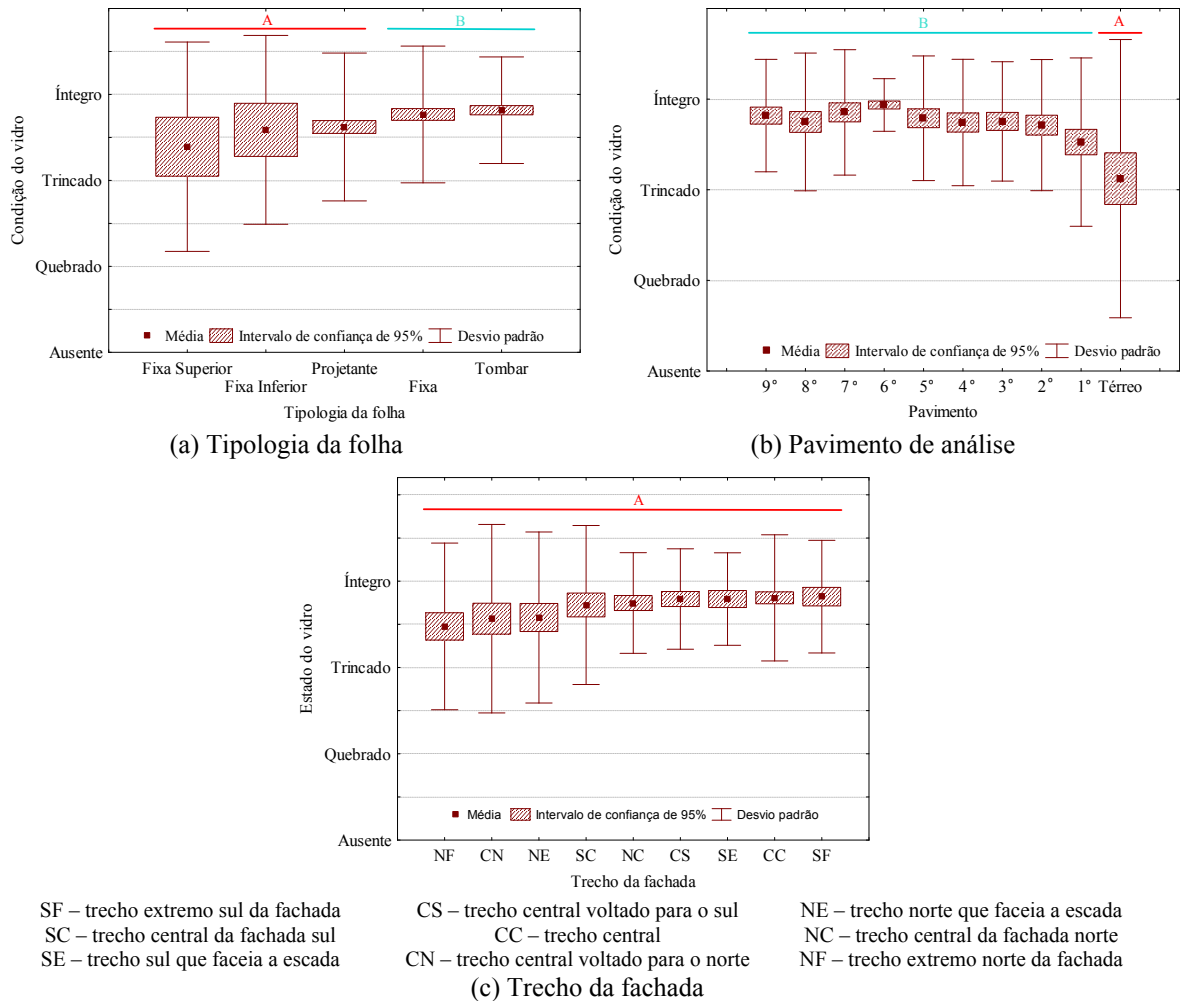 A
B
Condição do vidro
Íntegro
Trincado
Quebrado
Ausente
Média Intervalo de confiança de 95% Desvio padrão
Fixa Superior Projetante Tombar
Fixa Inferior Fixa
Tipologia da folha
(a) Tipologia da folha
B
A
Condição do vidro
Íntegro
Trincado
Quebrado
Ausente
Média Intervalo de confiança de 95% Desvio padrão
9° 8° 7° 6° 5° 4° 3° 2° 1° Térreo
Pavimento
(b) Pavimento de análise
A
Estado do vidro
Íntegro
Trincado
Quebrado
Ausente
Média Intervalo de confiança de 95% Desvio padrão
NF CN NE SC NC CS SE CC SF
Trecho da fachada
SF – trecho extremo sul da fachada CS – trecho central voltado para o sul NE – trecho norte que faceia a escada
SC – trecho central da fachada sul CC – trecho central NC – trecho central da fachada norte
SE – trecho sul que faceia a escada CN – trecho central voltado para o norte NF – trecho extremo norte da fachada
(c) Trecho da fachada